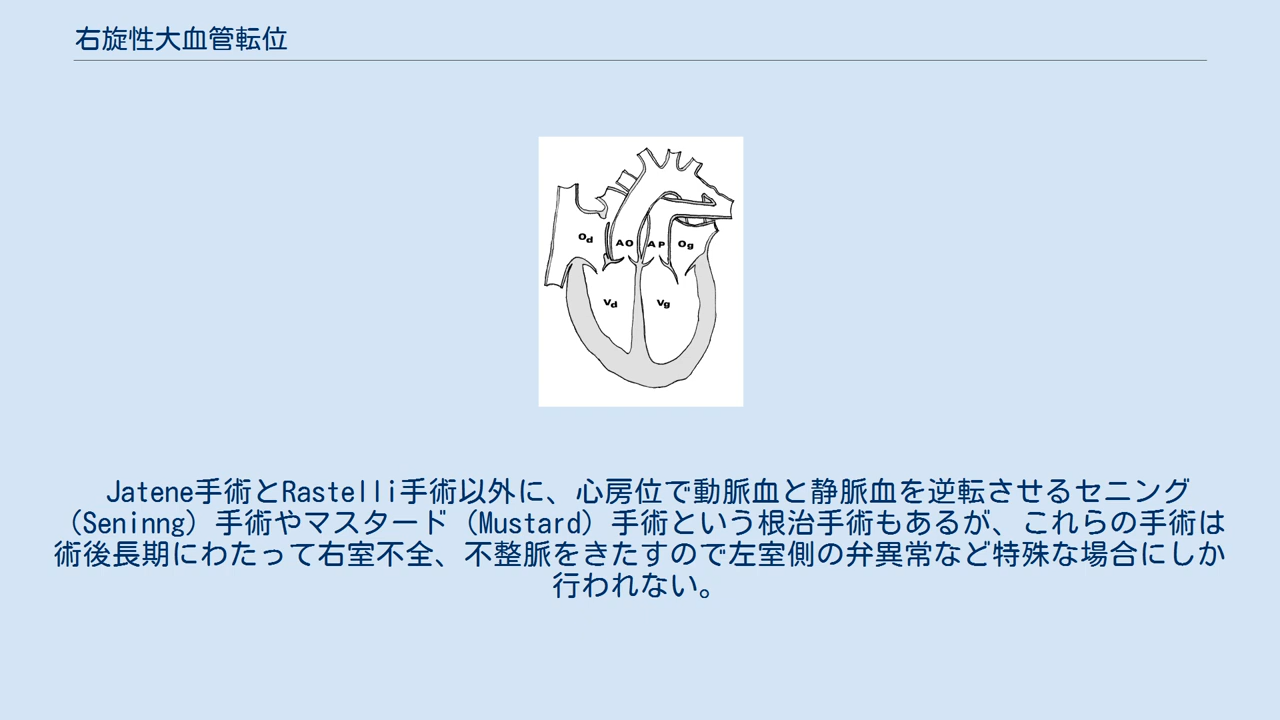 右旋性大血管転位
Od
AO
AP
Og
Vd
Vg
Jatene手術とRastelli手術以外に、心房位で動脈血と静脈血を逆転させるセニング
（Seninng）手術やマスタード（Mustard）手術という根治手術もあるが、これらの手術は
術後長期にわたって右室不全、不整脈をきたすので左室側の弁異常など特殊な場合にしか
行われない。